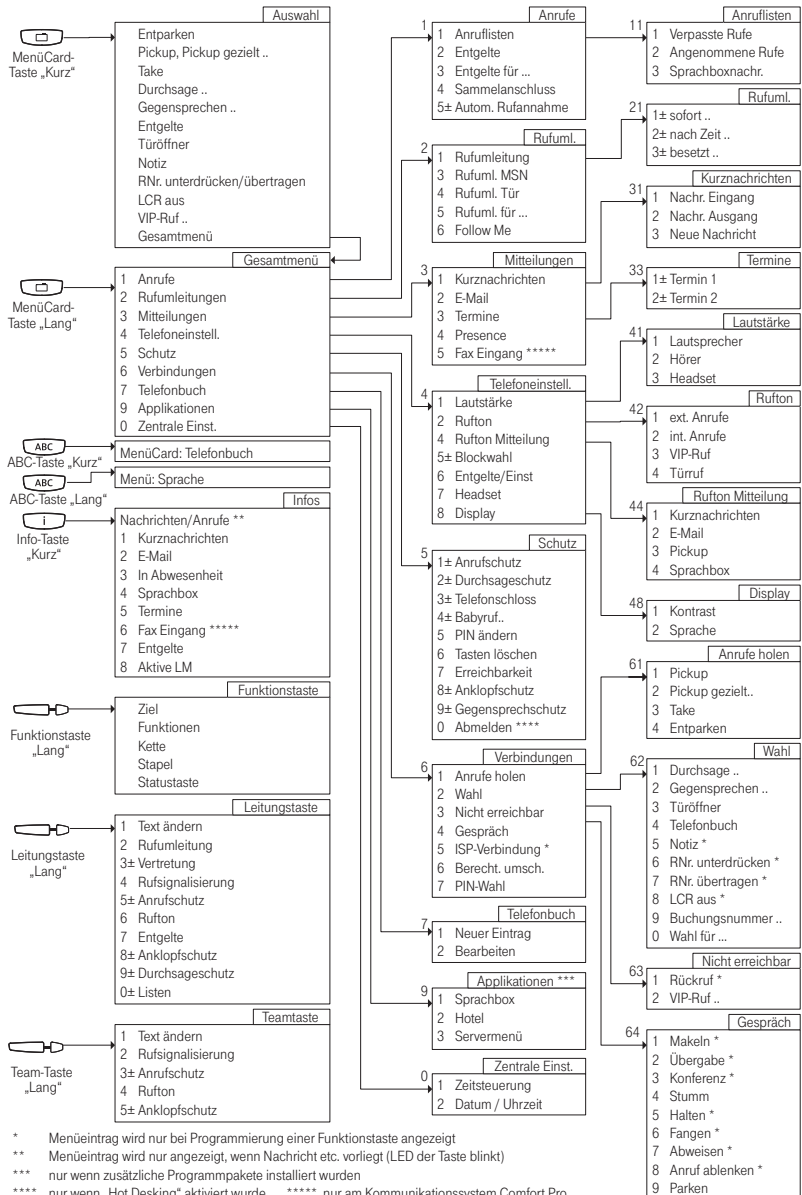 Auswahl
MenüCard-
Taste „Kurz"
Entparken
Pickup, Pickup gezielt ..
Take
Durchsage ..
Gegensprechen ..
Entgelte
Türöffner
Notiz
RNr. unterdrücken/übertragen
LCR aus
VIP-Ruf ..
Gesamtmenü
Gesamtmenü
MenüCard-
Taste „Lang"
1 Anrufe
2 Rufumleitungen
3 Mitteilungen
4 Telefoneinstell.
5 Schutz
6 Verbindungen
7 Telefonbuch
9 Applikationen
0 Zentrale Einst.
ABC
ABC-Taste „Kurz"
MenüCard: Telefonbuch
ABC
ABC-Taste „Lang"
Menü: Sprache
Infos
i
Info-Taste
„Kurz"
Nachrichten/Anrufe **
1 Kurznachrichten
2 E-Mail
3 In Abwesenheit
4 Sprachbox
5 Termine
6 Fax Eingang *****
7 Entgelte
8 Aktive LM
Funktionstaste
Funktionstaste
„Lang"
Ziel
Funktionen
Kette
Stapel
Statustaste
Leitungstaste
Leitungstaste
„Lang"
1 Text ändern
2 Rufumleitung
3± Vertretung
4 Rufsignalisierung
5± Anrufschutz
6 Rufton
7 Entgelte
8± Anklopfschutz
9± Durchsageschutz
0± Listen
Teamtaste
Team-Taste
„Lang"
1 Text ändern
2 Rufsignalisierung
3± Anrufschutz
4 Rufton
5± Anklopfschutz
1
Anrufe
1 Anruflisten
2 Entgelte
3 Entgelte für ...
4 Sammelanschluss
5± Autom. Rufannahme
2
Rufuml.
1 Rufumleitung
3 Rufuml. MSN
4 Rufuml. Tür
5 Rufuml. für ...
6 Follow Me
3
Mitteilungen
1 Kurznachrichten
2 E-Mail
3 Termine
4 Presence
5 Fax Eingang *****
4
Telefoneinstell.
1 Lautstärke
2 Rufton
4 Rufton Mitteilung
5± Blockwahl
6 Entgelte/Einst
7 Headset
8 Display
5
Schutz
1± Anrufschutz
2± Durchsageschutz
3± Telefonschloss
4± Babyruf..
5 PIN ändern
6 Tasten löschen
7 Erreichbarkeit
8± Anklopfschutz
9± Gegensprechschutz
0 Abmelden ****
6
Verbindungen
1 Anrufe holen
2 Wahl
3 Nicht erreichbar
4 Gespräch
5 ISP-Verbindung *
6 Berecht. umsch.
7 PIN-Wahl
7
Telefonbuch
1 Neuer Eintrag
2 Bearbeiten
9
Applikationen ***
1 Sprachbox
2 Hotel
3 Servermenü
0
Zentrale Einst.
1 Zeitsteuerung
2 Datum / Uhrzeit
11
Anruflisten
1 Verpasste Rufe
2 Angenommene Rufe
3 Sprachboxnachr.
21
Rufuml.
1± sofort ..
2± nach Zeit ..
3± besetzt ..
31
Kurznachrichten
1 Nachr. Eingang
2 Nachr. Ausgang
3 Neue Nachricht
33
Termine
1± Termin 1
2± Termin 2
41
Lautstärke
1 Lautsprecher
2 Hörer
3 Headset
42
Rufton
1 ext. Anrufe
2 int. Anrufe
3 VIP-Ruf
4 Türruf
44
Rufton Mitteilung
1 Kurznachrichten
2 E-Mail
3 Pickup
4 Sprachbox
48
Display
1 Kontrast
2 Sprache
61
Anrufe holen
1 Pickup
2 Pickup gezielt..
3 Take
4 Entparken
62
Wahl
1 Durchsage ..
2 Gegensprechen ..
3 Türöffner
4 Telefonbuch
5 Notiz *
6 RNr. unterdrücken *
7 RNr. übertragen *
8 LCR aus *
9 Buchungsnummer ..
0 Wahl für ...
63
Nicht erreichbar
1 Rückruf *
2 VIP-Ruf ..
64
Gespräch
1 Makeln *
2 Übergabe *
3 Konferenz *
4 Stumm
5 Halten *
6 Fangen *
7 Abweisen *
8 Anruf ablenken *
9 Parken
* Menüeintrag wird nur bei Programmierung einer Funktionstaste angezeigt
** Menüeintrag wird nur angezeigt, wenn Nachricht etc. vorliegt (LED der Taste blinkt)
*** nur wenn zusätzliche Programmpakete installiert wurden
**** nur wenn „Hot Desking" aktiviert wurde ***** nur am Kommunikationssystem Comfort Pro